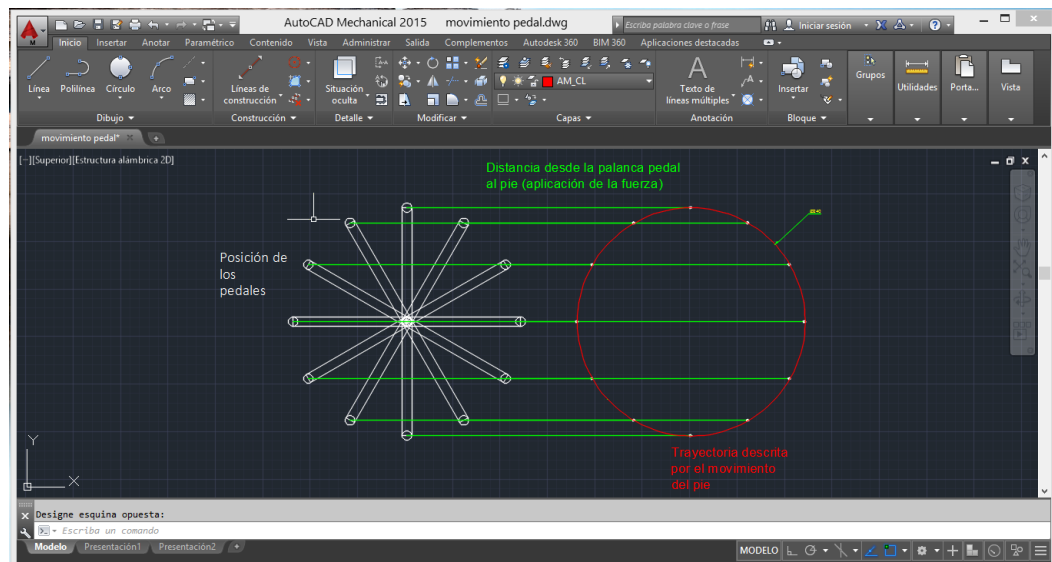 AutoCAD Mechanical 2015 movimiento pedal.dwg
Escriba palabra clave o frase
Iniciar sesión
M
Inicio Insertar Anotar Paramétrico Contenido Vista Administrar Salida Complementos Autodesk 360 BIM 360 Aplicaciones destacadas
AM_CL
Línea Polilínea Círculo Arco
Líneas de
construcción
Situación
oculta
Texto de
líneas múltiples
Insertar
Grupos
Utilidades
Porta...
Vista
Dibujo Construcción Detalle Modificar Capas Anotación Bloque
movimiento pedal*
[−][Superior][Estructura alámbrica 2D]
Distancia desde la palanca pedal
al pie (aplicación de la fuerza)
Posición de
los
pedales
Trayectoria descrita
por el movimiento
del pie
Y
X
Designe esquina opuesta:
Escriba un comando
Modelo Presentación1 Presentación2 +
MODELO